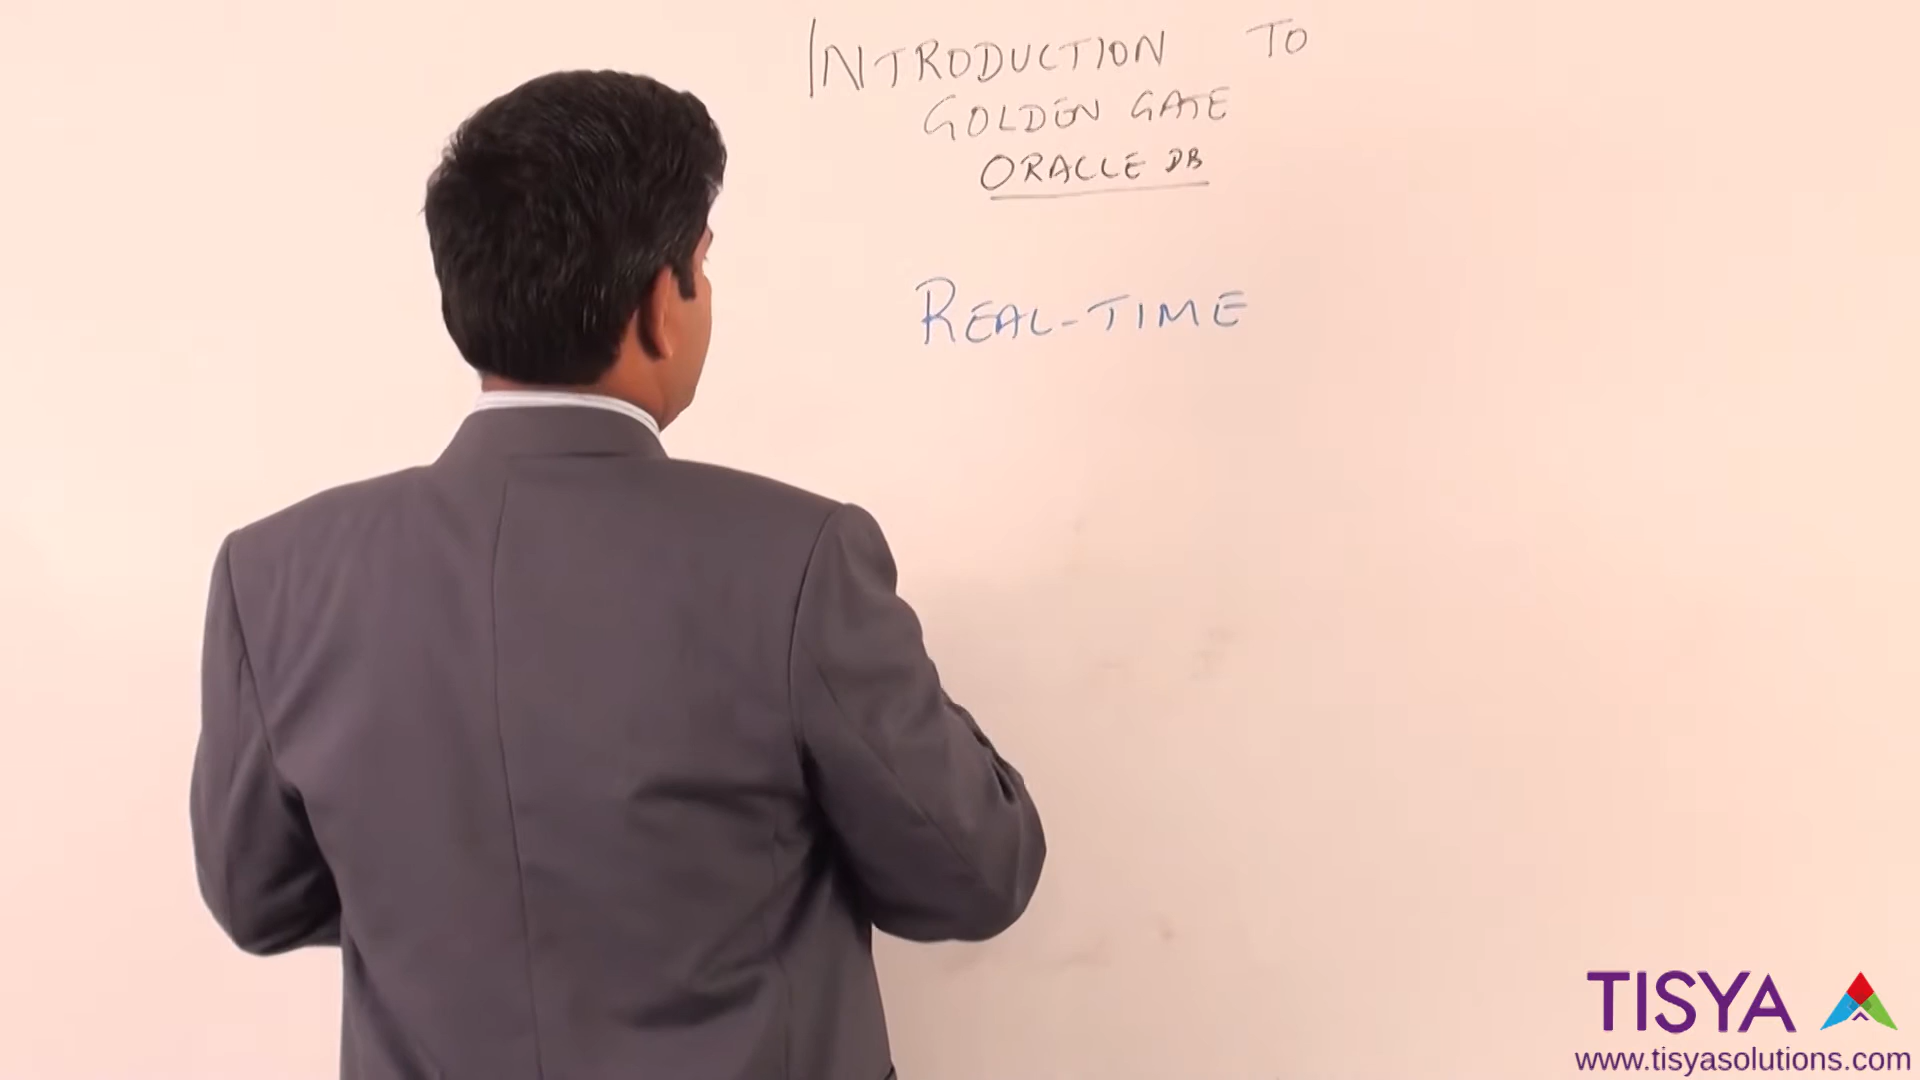 INTRODUCTION TO
GOLDEN GATE
ORACLE DB
REAL-TIME
TISYA
www.tisyasolutions.com